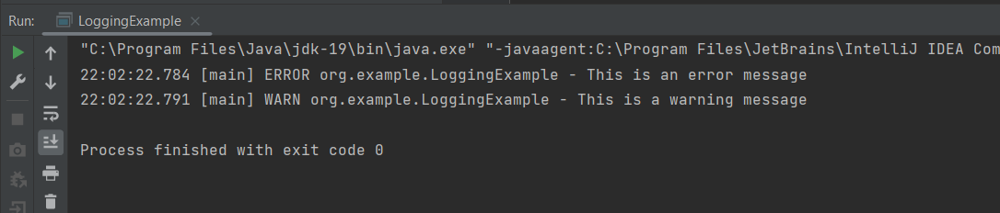 Run: LoggingExample
"C:\Program Files\Java\jdk-19\bin\java.exe" "-javaagent:C:\Program Files\JetBrains\IntelliJ IDEA Com
22:02:22.784 [main] ERROR org.example.LoggingExample - This is an error message
22:02:22.791 [main] WARN org.example.LoggingExample - This is a warning message
Process finished with exit code 0